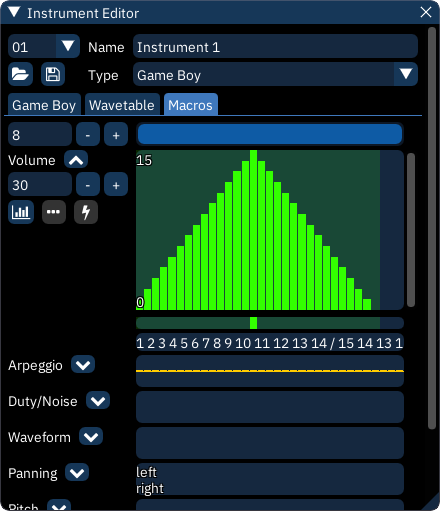 Instrument Editor
01 Name Instrument 1
Type Game Boy
Game Boy Wavetable Macros
8 - +
Volume
15
30 - +
0
1 2 3 4 5 6 7 8 9 10 11 12 13 14 / 15 14 13 1
Arpeggio
Duty/Noise
Waveform
Panning
left
right
Pitch